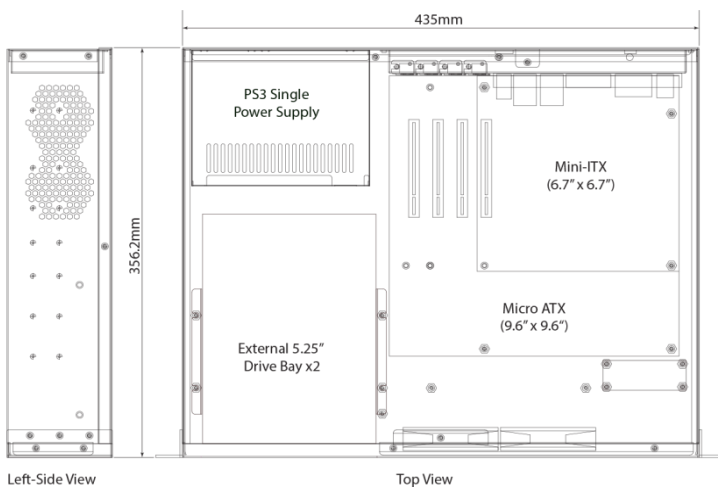 435mm
PS3 Single
Power Supply
Mini-ITX
(6.7” x 6.7”)
356.2mm
Micro ATX
(9.6” x 9.6“)
External 5.25”
Drive Bay x2
Left-Side View
Top View